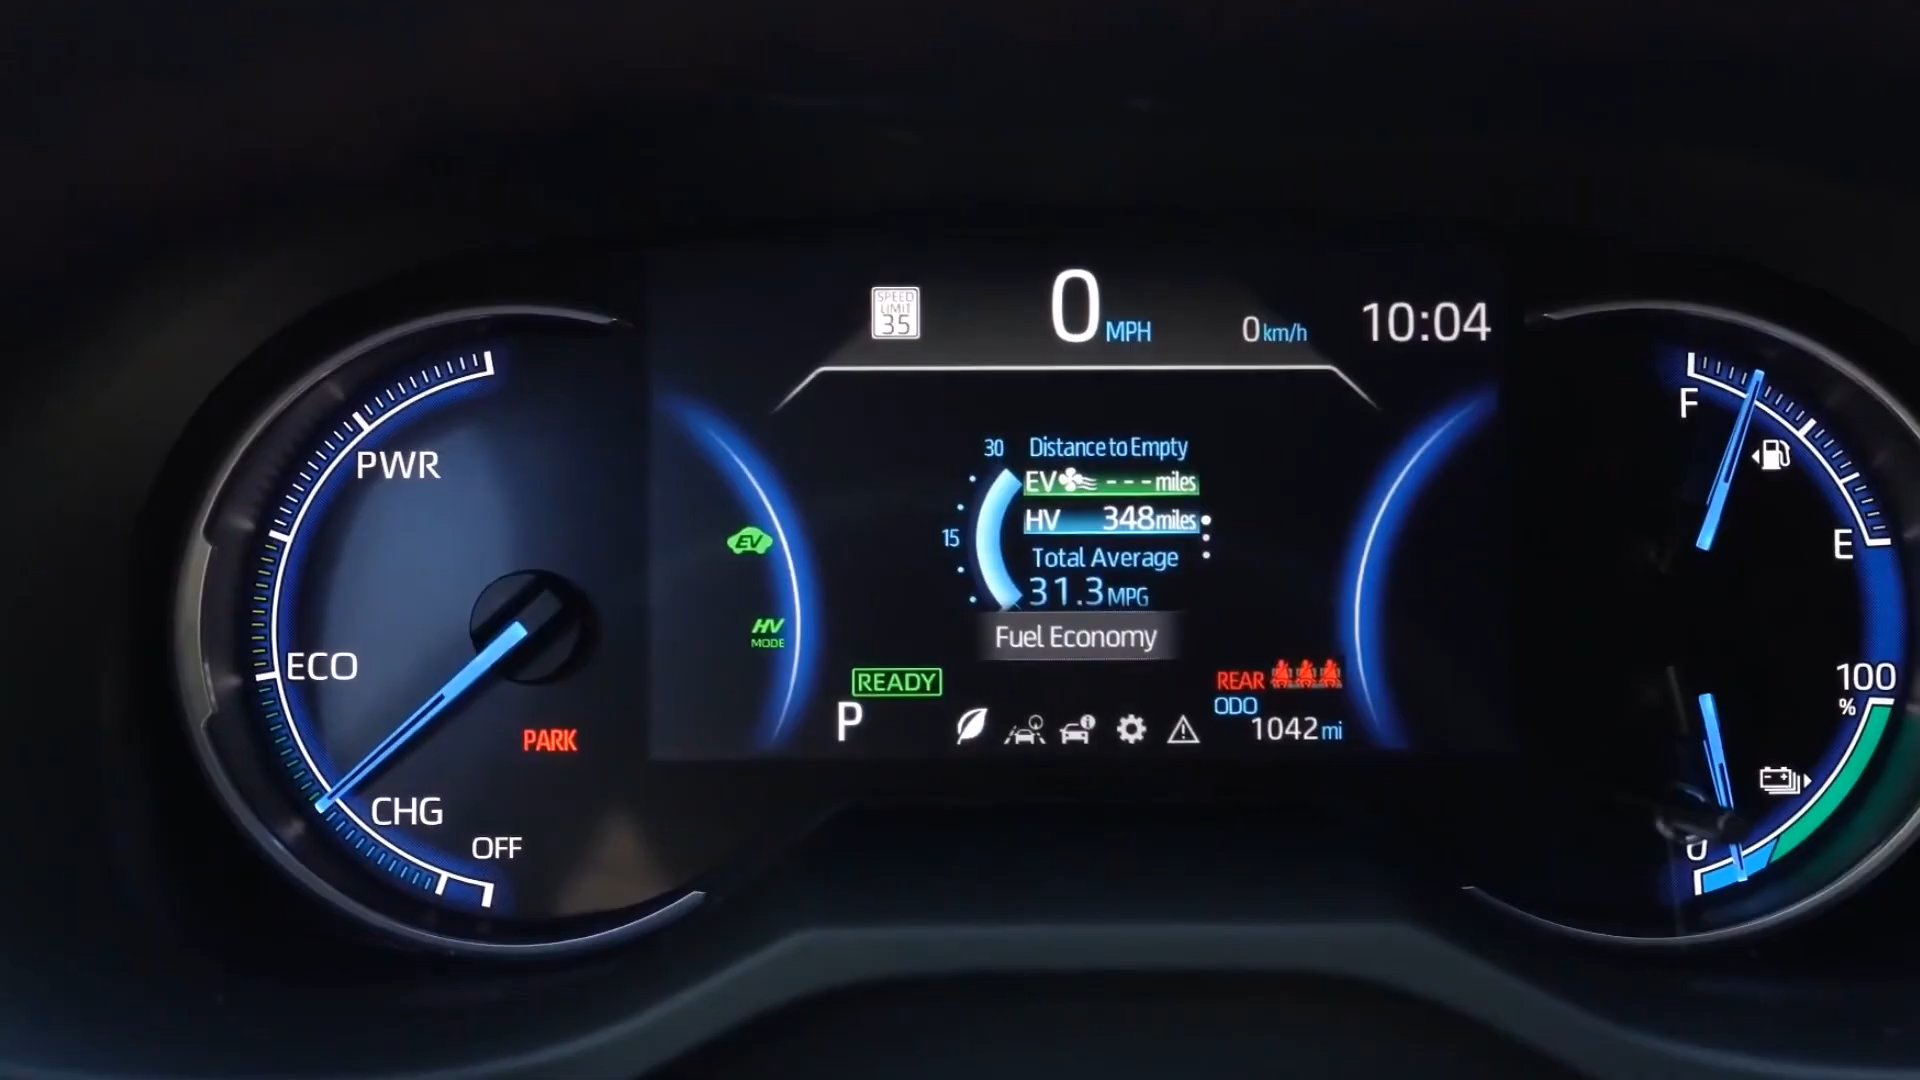 SPEED
LIMIT
35
0 MPH
0 km/h
10:04
PWR
ECO
CHG
OFF
PARK
EV
HV
MODE
READY
P
30
15
Distance to Empty
EV --- miles
HV 348 miles
Total Average
31.3 MPG
Fuel Economy
REAR
ODO
1042 mi
F
E
100
%
0